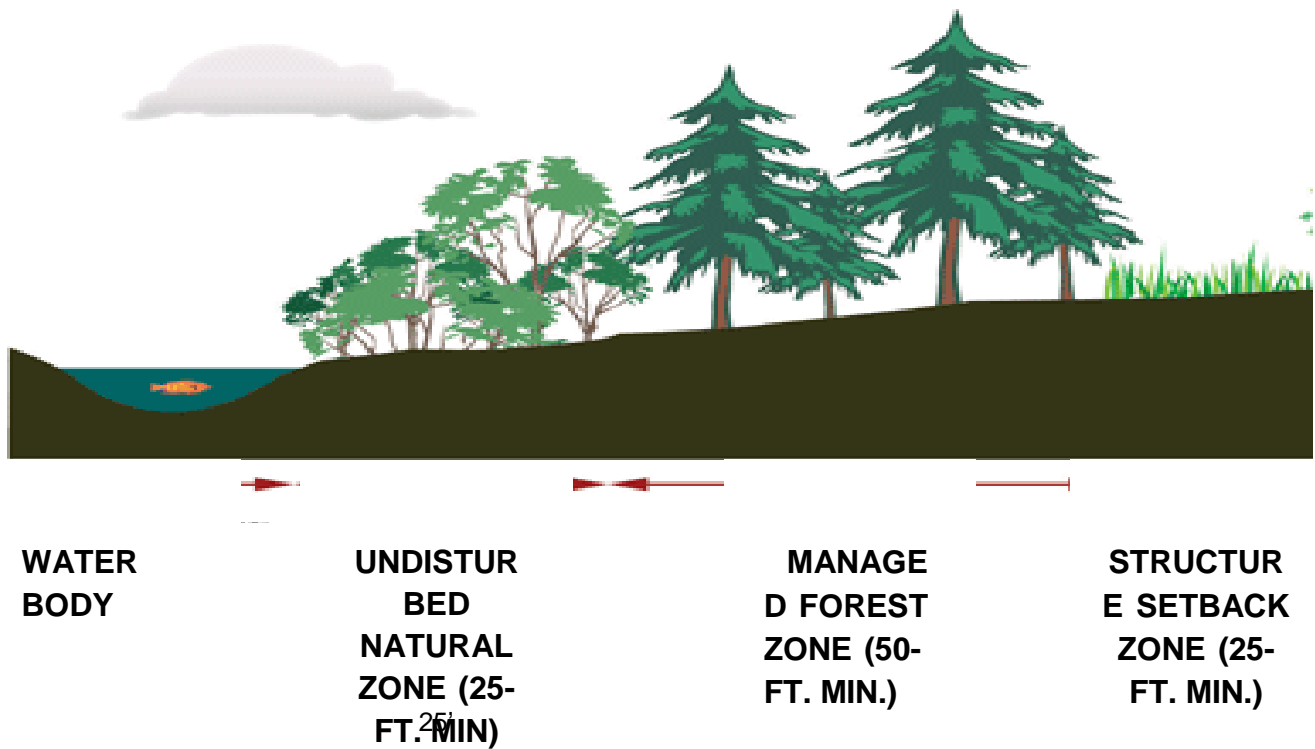 WATER
BODY
UNDISTUR
BED
NATURAL
ZONE (25-
FT. MIN)
25'
MANAGE
D FOREST
ZONE (50-
FT. MIN.)
STRUCTUR
E SETBACK
ZONE (25-
FT. MIN.)